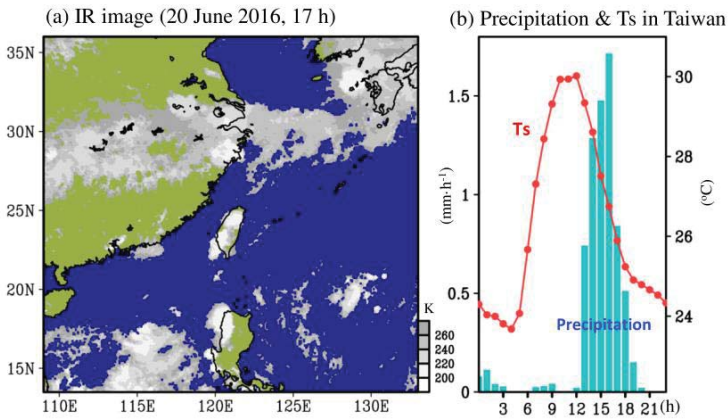 (a) IR image (20 June 2016, 17 h)
(b) Precipitation & Ts in Taiwan
35N
30N
25N
20N
15N
110E
115E
120E
125E
130E
K
260
240
220
200
1.5
1
0.5
0
(mm·h⁻¹)
Ts
Precipitation
30
28
26
24
(°C)
3 6 9 12 15 18 21 (h)